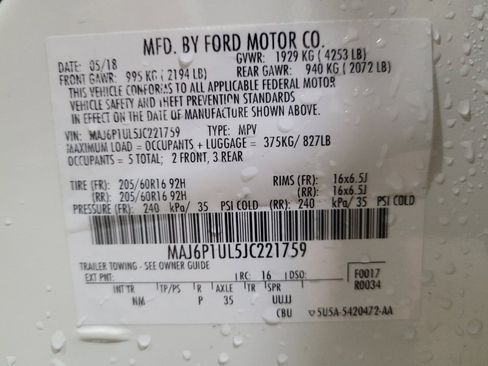 MFD. BY FORD MOTOR CO.
DATE: 05/18 GVWR: 1929 KG (4253 LB)
FRONT GAWR: 995 KG (2194 LB) REAR GAWR: 940 KG (2072 LB)
THIS VEHICLE CONFORMS TO ALL APPLICABLE FEDERAL MOTOR
VEHICLE SAFETY AND THEFT PREVENTION STANDARDS
IN EFFECT ON THE DATE OF MANUFACTURE SHOWN ABOVE.
VIN: MAJ6P1UL5JC221759 TYPE: MPV
MAXIMUM LOAD = OCCUPANTS + LUGGAGE = 375KG/ 827LB
OCCUPANTS = 5 TOTAL; 2 FRONT, 3 REAR
TIRE (FR): 205/60R16 92H RIMS (FR): 16x6.5J
(RR): 205/60R16 92H (RR): 16x6.5J
PRESSURE (FR): 240 kPa/ 35 PSI COLD (RR): 240 kPa/ 35 PSI COLD
MAJ6P1UL5JC221759
TRAILER TOWING - SEE OWNER GUIDE
EXT PNT: RC: 16 DSO: F0017
R0034
INT TR TP/PS R AXLE TR SPR
NM P 35 UUJJ
CBU 5U5A-5420472-AA